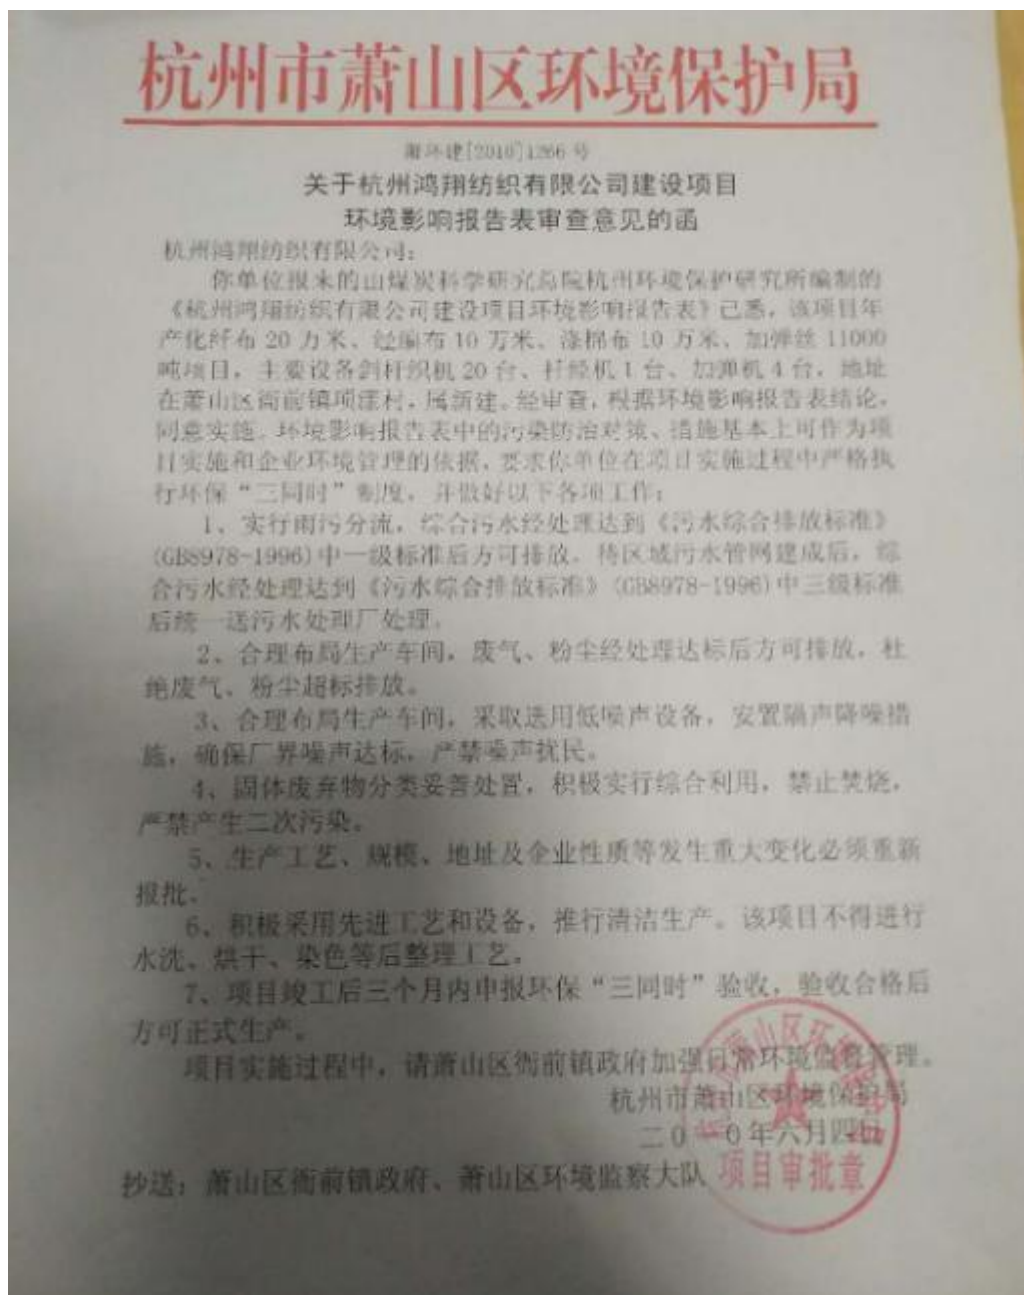 杭州市萧山区环境保护局
萧环建[2010]1266号
关于杭州鸿翔纺织有限公司建设项目
环境影响报告表审查意见的函
杭州鸿翔纺织有限公司：
你单位报来的由煤炭科学研究总院杭州环境保护研究所编制的
《杭州鸿翔纺织有限公司建设项目环境影响报告表》已悉，该项目年
产化纤布 20 万米、经编布 10 万米、涤棉布 10 万米、加弹丝 11000
吨项目，主要设备剑杆织机 20 台、扦经机 1 台、加弹机 4 台，地址
在萧山区衙前镇项漾村，属新建。经审查，根据环境影响报告表结论，
同意实施。环境影响报告表中的污染防治对策、措施基本上可作为项
目实施和企业环境管理的依据，要求你单位在项目实施过程中严格执
行环保“三同时”制度，并做好以下各项工作：
1、实行雨污分流，综合污水经处理达到《污水综合排放标准》
(GB8978-1996)中一级标准后方可排放。待区域污水管网建成后，综
合污水经处理达到《污水综合排放标准》(GB8978-1996)中三级标准
后统一送污水处理厂处理。
2、合理布局生产车间，废气、粉尘经处理达标后方可排放，杜
绝废气、粉尘超标排放。
3、合理布局生产车间，采取选用低噪声设备，安置隔声降噪措
施，确保厂界噪声达标，严禁噪声扰民。
4、固体废弃物分类妥善处置，积极实行综合利用，禁止焚烧，
严禁产生二次污染。
5、生产工艺、规模、地址及企业性质等发生重大变化必须重新
报批。
6、积极采用先进工艺和设备，推行清洁生产。该项目不得进行
水洗、烘干、染色等后整理工艺。
7、项目竣工后三个月内申报环保“三同时”验收，验收合格后
方可正式生产。
项目实施过程中，请萧山区衙前镇政府加强日常环境监督管理。
杭州市萧山区环境保护局
二0一0年六月四日
项目审批章
抄送：萧山区衙前镇政府、萧山区环境监察大队